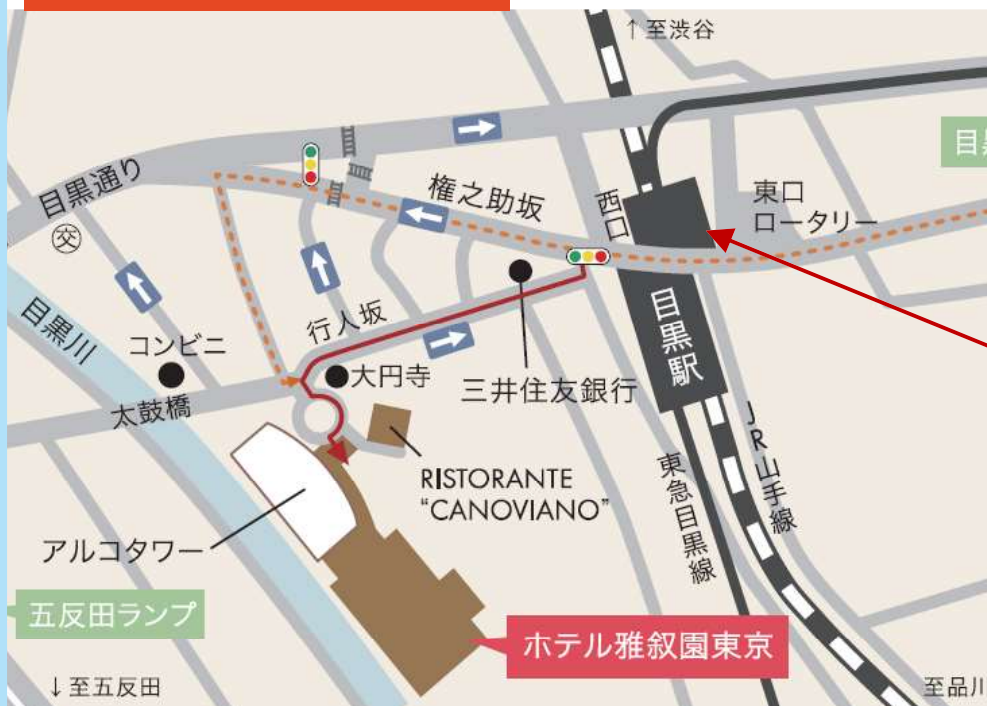 ↑至渋谷
目黒通り
交
権之助坂
西口
東口
ロータリー
目黒川
コンビニ
行人坂
目黒駅
大円寺
三井住友銀行
太鼓橋
RISTORANTE
“CANOVIANO”
JR山手線
東急目黒線
アルコタワー
五反田ランプ
ホテル雅叙園東京
↓至五反田
至品川